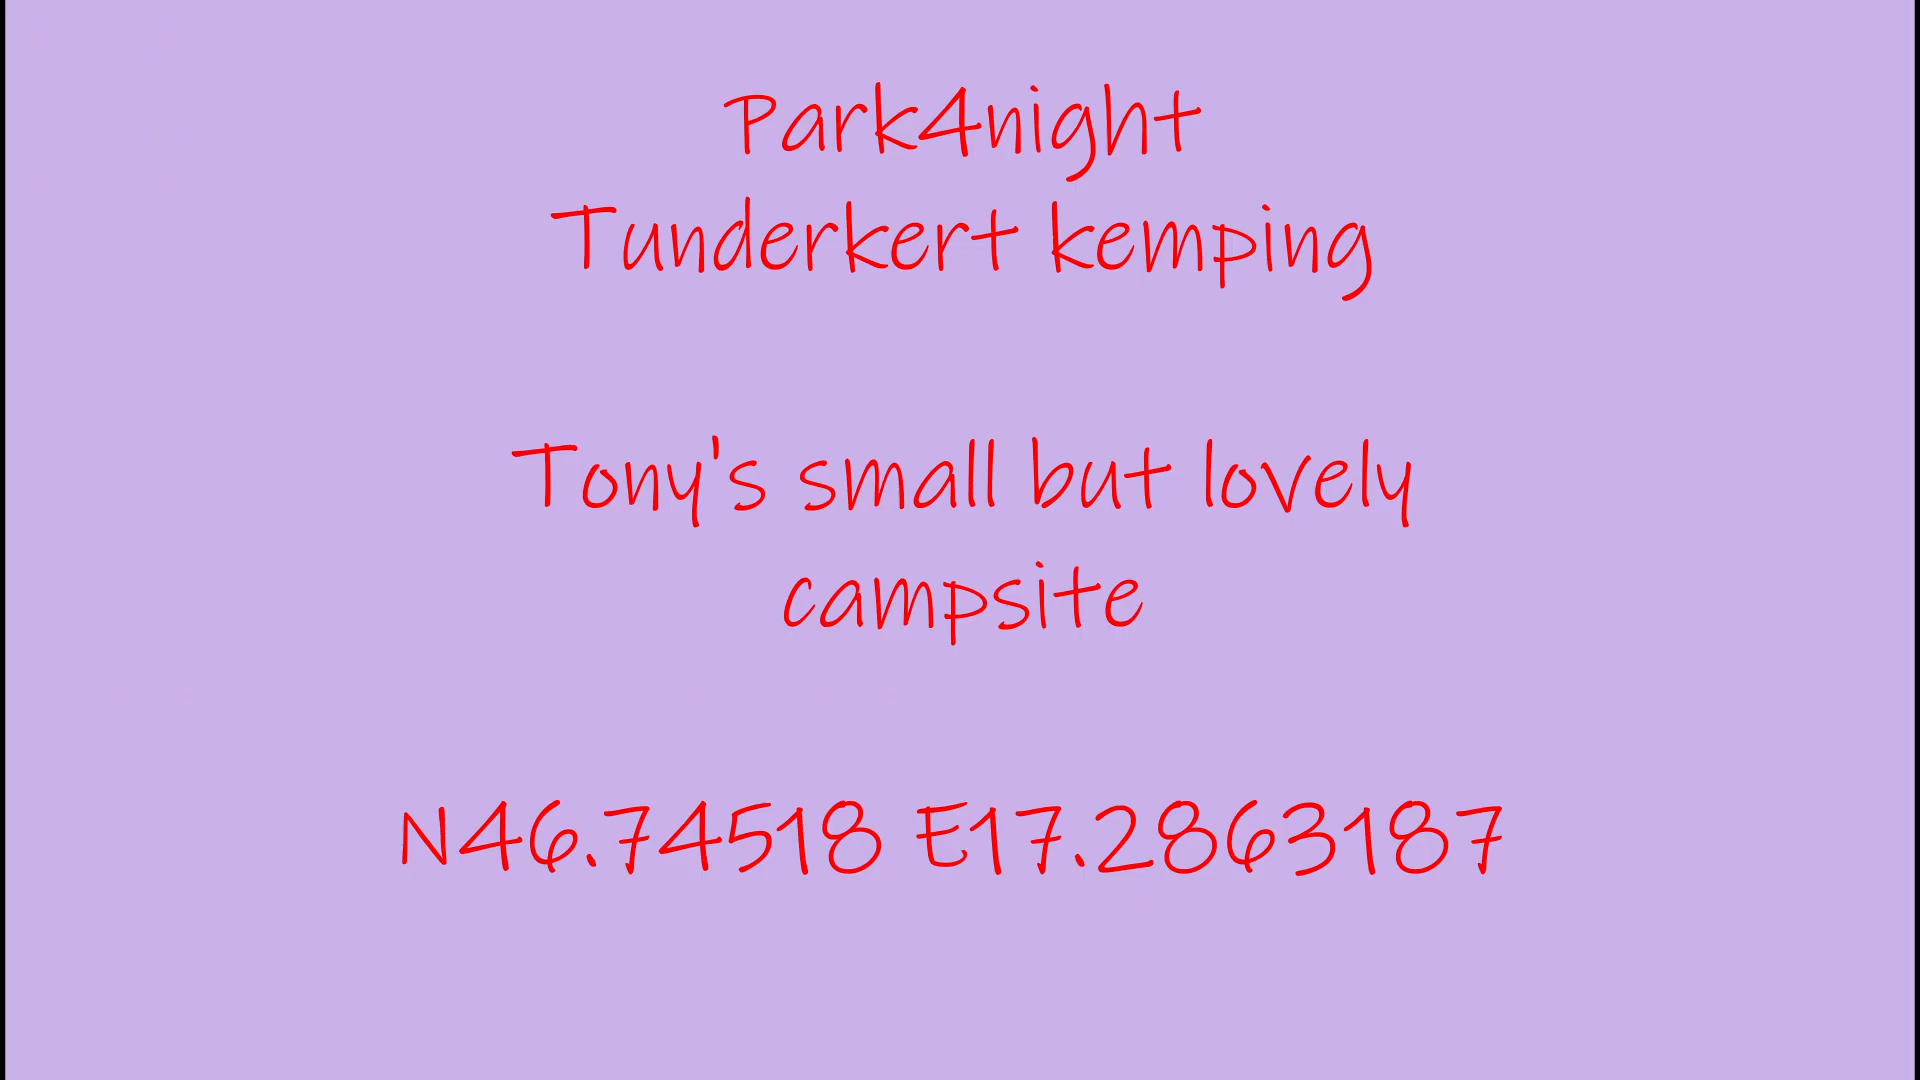 Park4night
Tunderkert kemping
Tony's small but lovely
campsite
N46.74518 E17.2863187